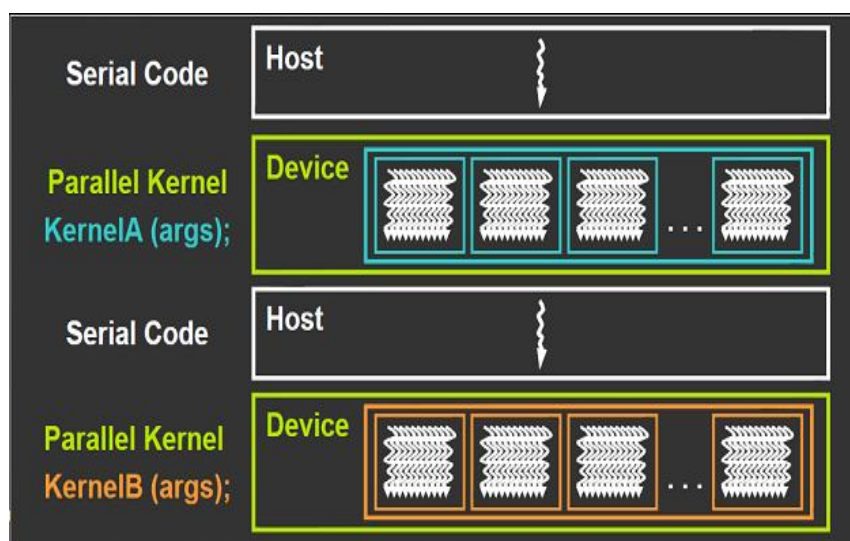 Serial Code
Host
Parallel Kernel
KernelA (args);
Device
...
Serial Code
Host
Parallel Kernel
KernelB (args);
Device
...